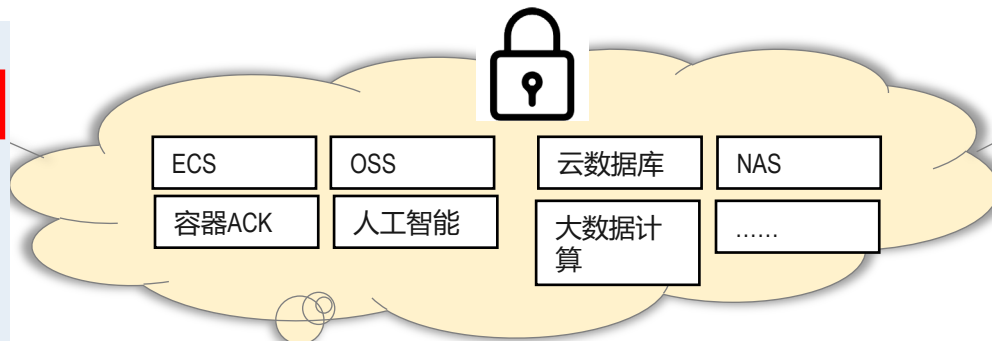 ECS
OSS
云数据库
NAS
容器ACK
人工智能
大数据计
算
……